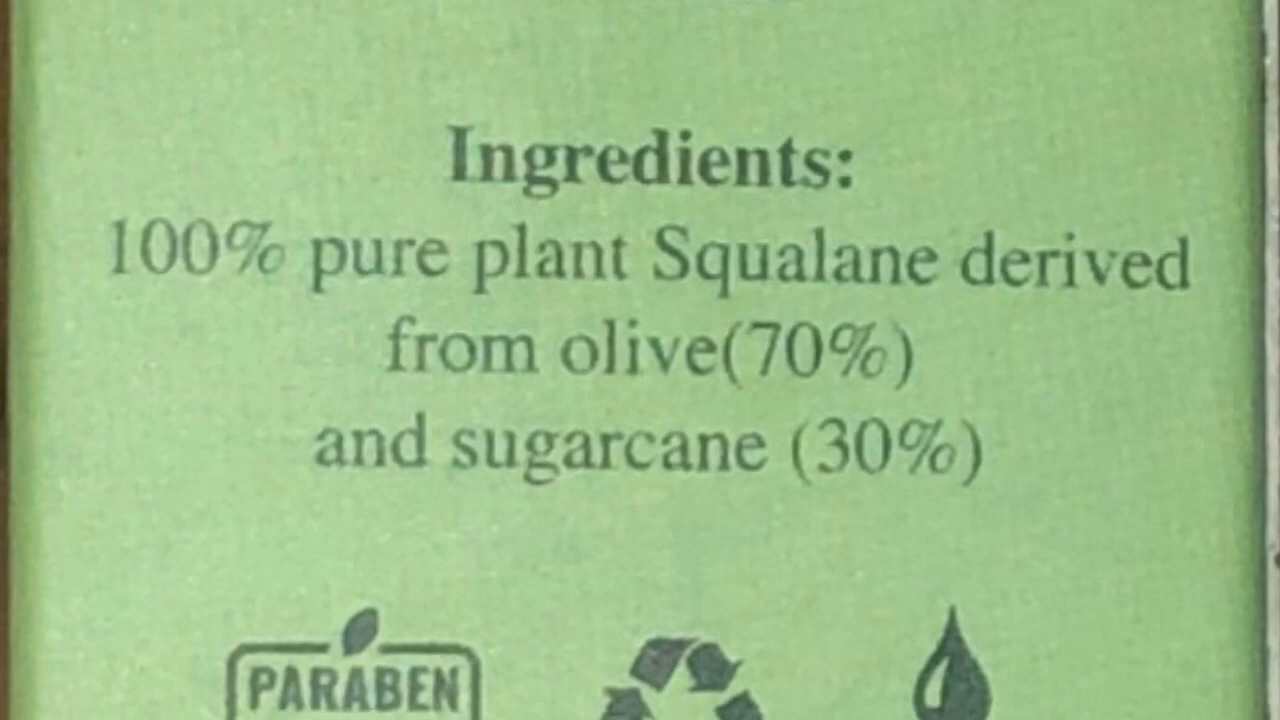 Ingredients:
100% pure plant Squalane derived
from olive(70%)
and sugarcane (30%)
PARABEN